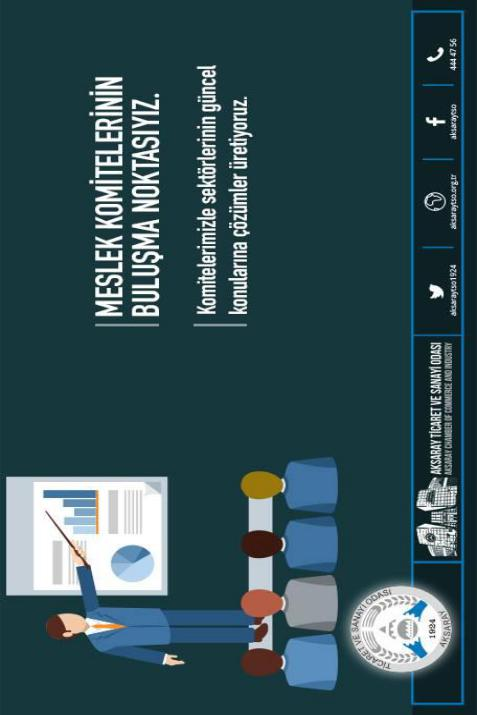 MESLEK KOMİTELERİNİN
BULUŞMA NOKTASIYIZ.
Komitelerimizle sektörlerinin güncel
konularına çözümler üretiyoruz.
TİCARET VE SANAYİ ODASI
1924
AKSARAY
AKSARAY TİCARET VE SANAYİ ODASI
AKSARAY CHAMBER OF COMMERCE AND INDUSTRY
aksaraytso1924
aksaraytso.org.tr
aksaraytso
444 47 56